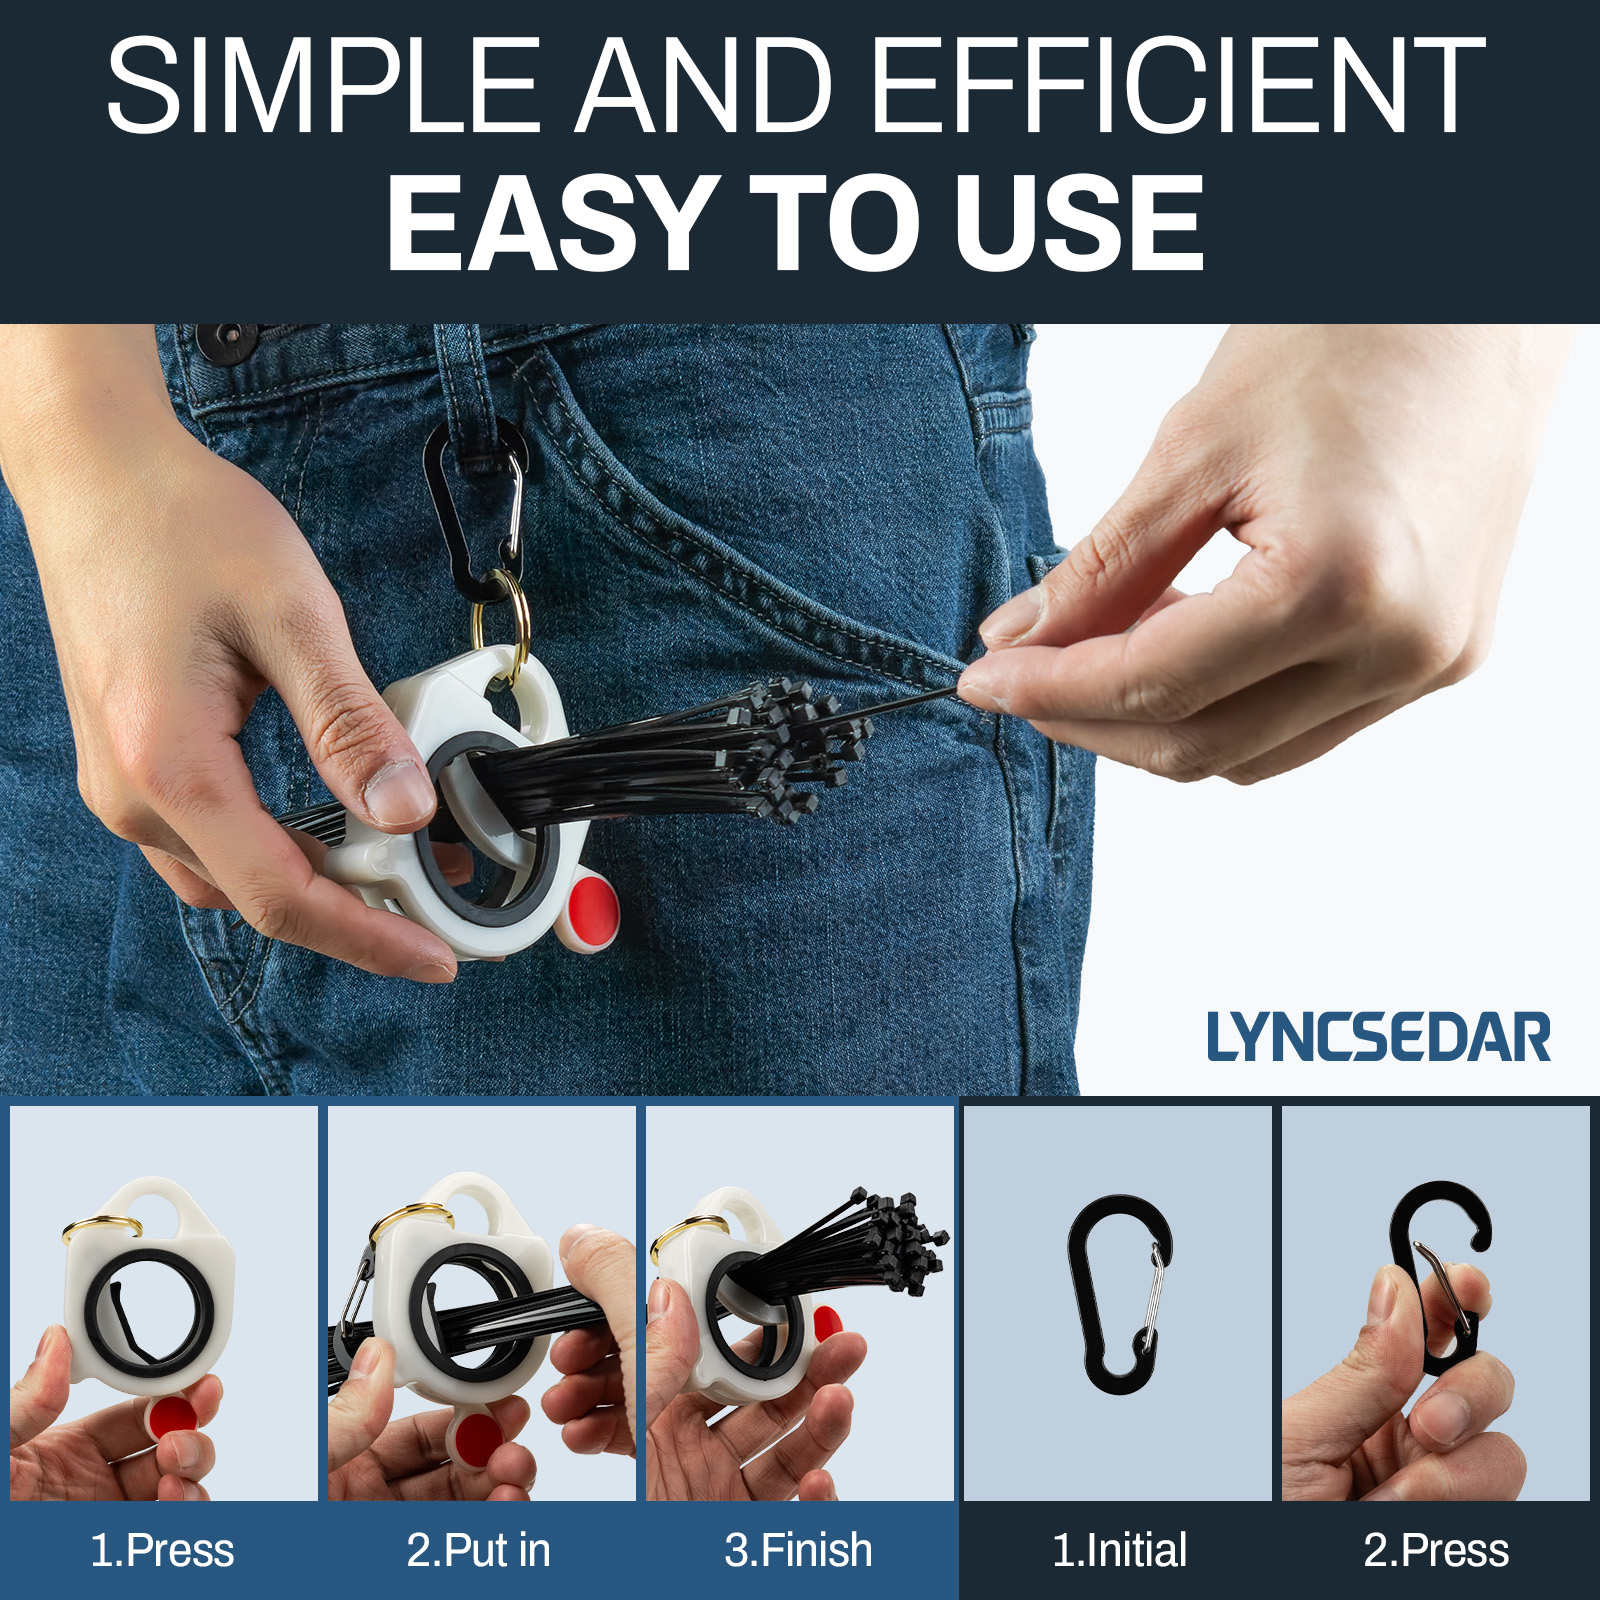 SIMPLE AND EFFICIENT
EASY TO USE
LYNCSEDAR
1.Press
2.Put in
3.Finish
1.Initial
2.Press